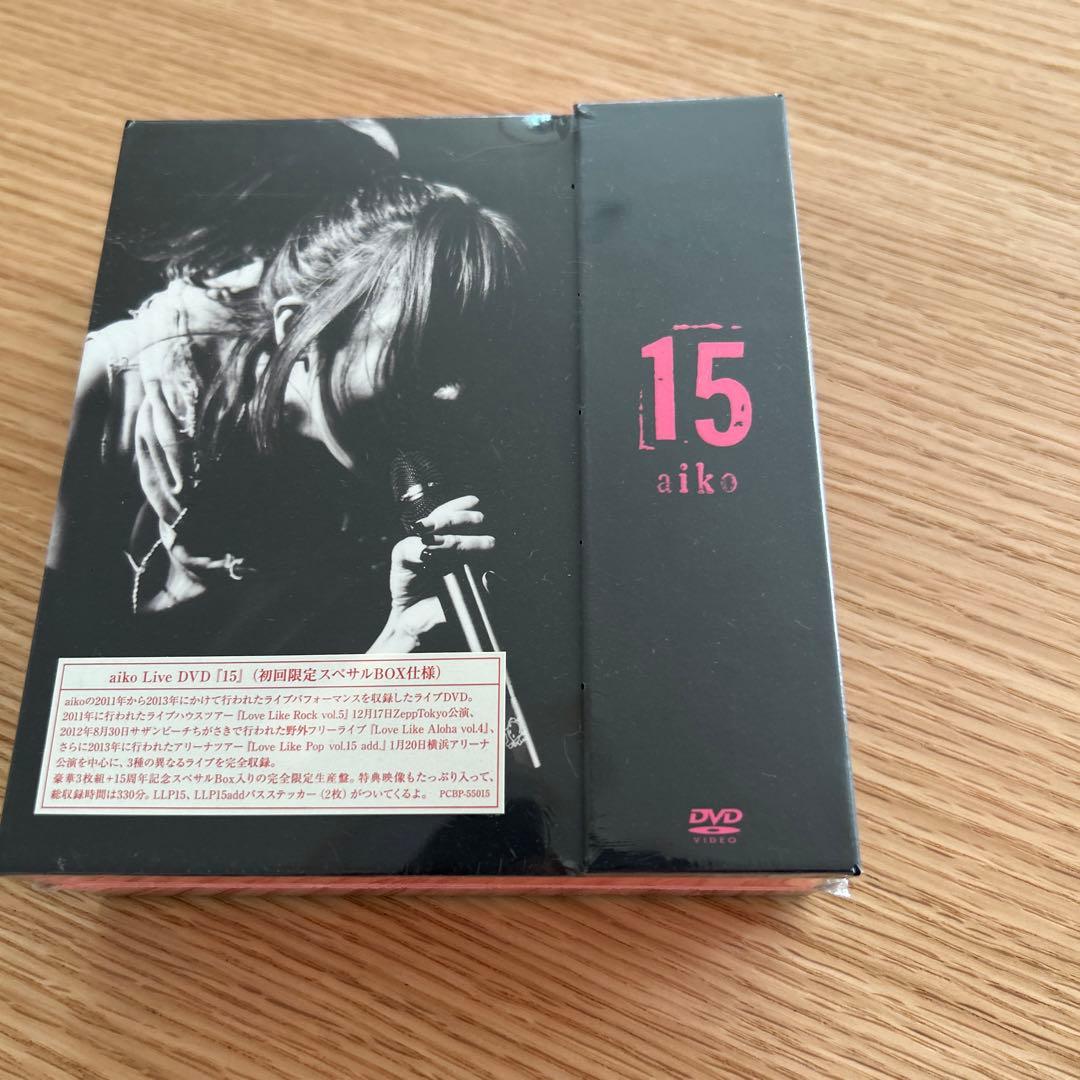 15
aiko
aiko Live DVD『15』(初回限定スペサルBOX仕様)
aikoの2011年から2013年にかけて行われたライブパフォーマンスを収録したライブDVD。
2011年に行われたライブハウスツアー『Love Like Rock vol.5』12月17日ZeppTokyo公演、
2012年8月30日サザンビーチちがさきで行われた野外フリーライブ『Love Like Aloha vol.4』、
さらに2013年に行われたアリーナツアー『Love Like Pop vol.15 add.』1月20日横浜アリーナ
公演を中心に、3種の異なるライブを完全収録。
豪華3枚組+15周年記念スペサルBox入りの完全限定生産盤。特典映像もたっぷり入って、
総収録時間は330分。LLP15、LLP15addパスステッカー(2枚)がついてくるよ。 PCBP-55015
DVD
VIDEO